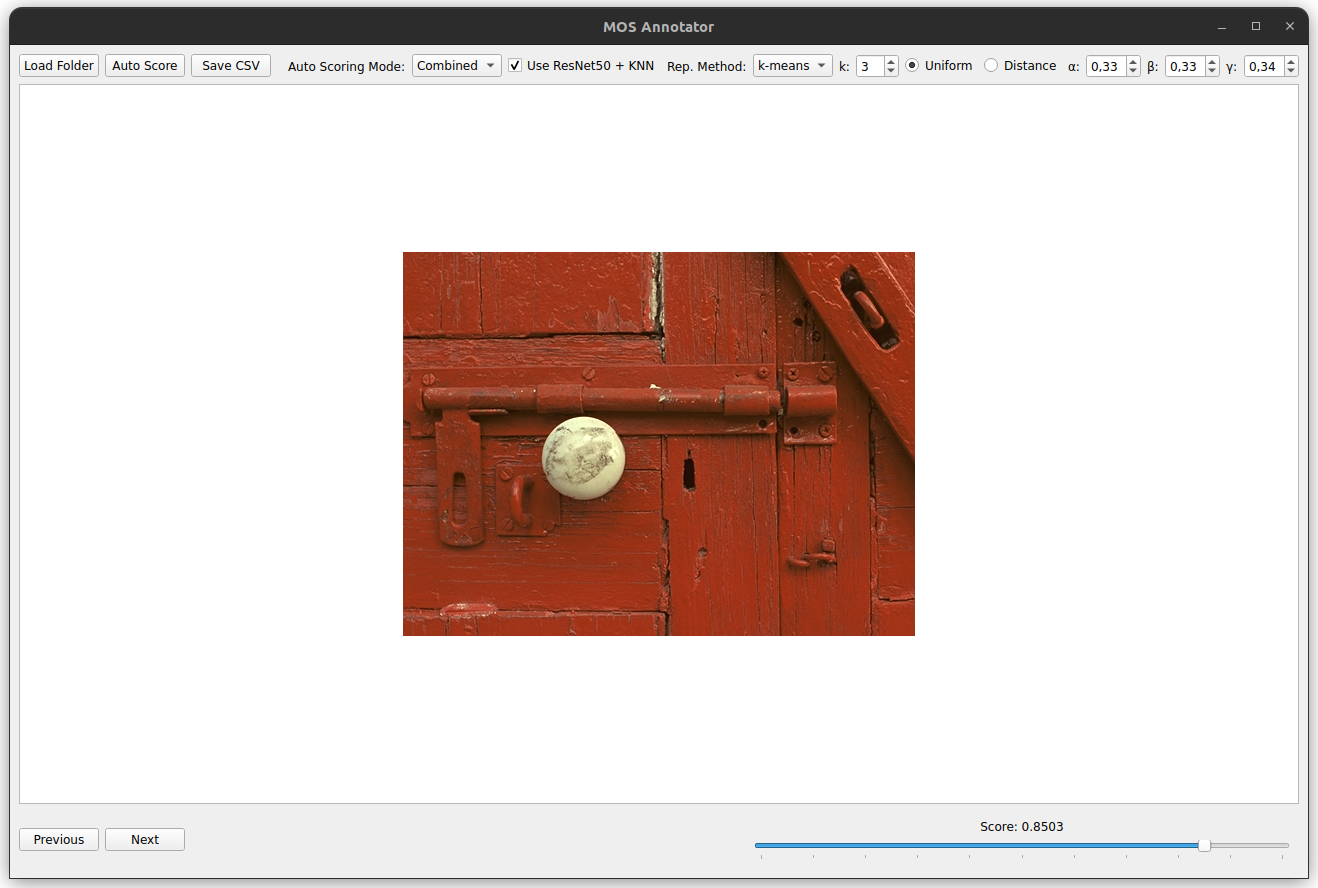 MOS Annotator
Load Folder Auto Score Save CSV Auto Scoring Mode: Combined Use ResNet50 + KNN Rep. Method: k-means k: 3 Uniform Distance α: 0,33 β: 0,33 γ: 0,34
Score: 0.8503
Previous Next